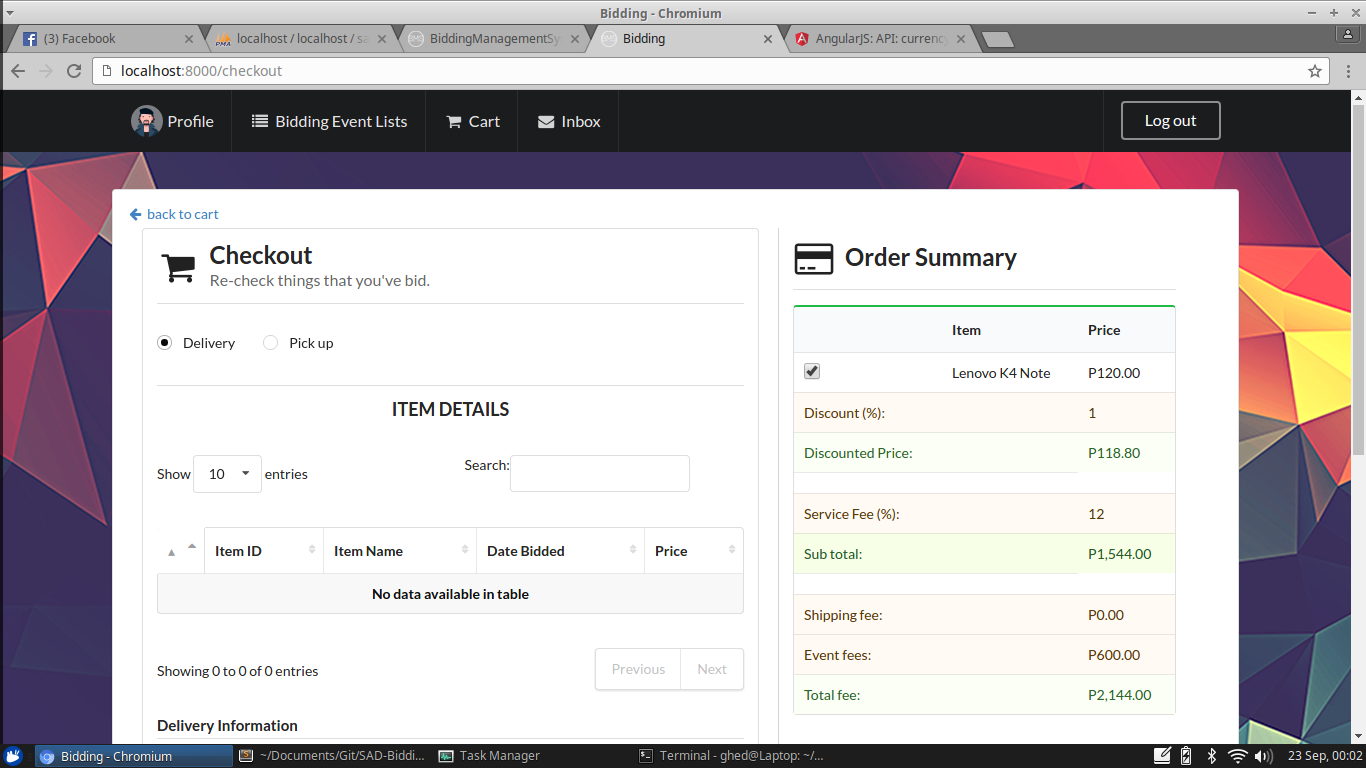 Bidding - Chromium
(3) Facebook
PMA localhost / localhost / sa
BiddingManagementSy
Bidding
AngularJS: API: currency
localhost:8000/checkout
Profile
Bidding Event Lists
Cart
Inbox
Log out
back to cart
Checkout
Re-check things that you've bid.
Delivery
Pick up
ITEM DETAILS
Show 10 entries
Search:
Item ID Item Name Date Bidded Price
No data available in table
Showing 0 to 0 of 0 entries
Previous Next
Delivery Information
Order Summary
Item Price
Lenovo K4 Note P120.00
Discount (%): 1
Discounted Price: P118.80
Service Fee (%): 12
Sub total: P1,544.00
Shipping fee: P0.00
Event fees: P600.00
Total fee: P2,144.00
Bidding - Chromium
~/Documents/Git/SAD-Biddi...
Task Manager
Terminal - ghed@Laptop: ~/...
23 Sep, 00:02